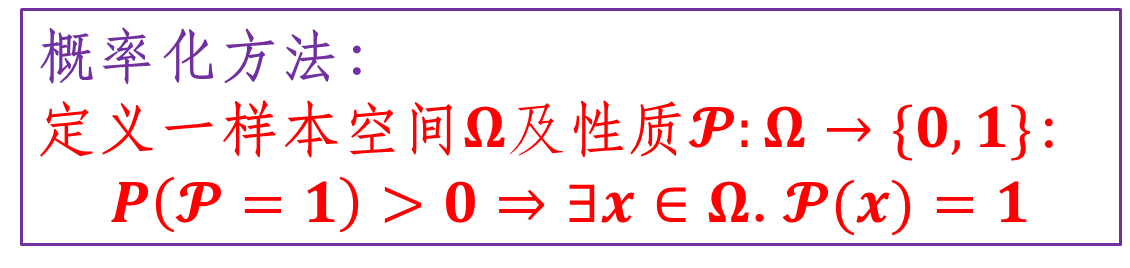 概率化方法：
定义一样本空间Ω及性质𝓟: Ω → {0, 1}:
P(𝓟 = 1) > 0 ⇒ ∃x ∈ Ω. 𝓟(x) = 1